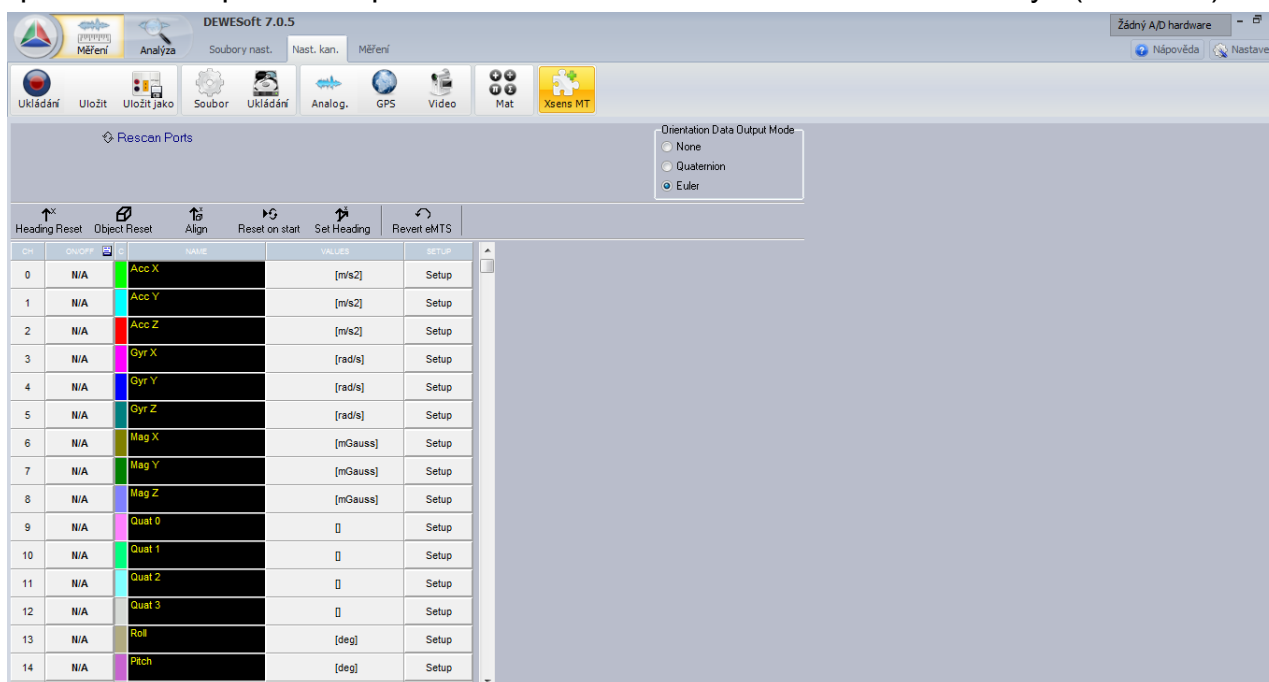 DEWESoft 7.0.5
Žádný A/D hardware
Měření Analýza Soubory nast. Nast. kan. Měření
Nápověda Nastave
Ukládání Uložit Uložit jako Soubor Ukládání Analog. GPS Video Mat Xsens MT
Rescan Ports
Orientation Data Output Mode
None
Quaternion
Euler
Heading Reset Object Reset Align Reset on start Set Heading Revert eMTS
CH ON/OFF C NAME VALUES SETUP
0 N/A Acc X [m/s2] Setup
1 N/A Acc Y [m/s2] Setup
2 N/A Acc Z [m/s2] Setup
3 N/A Gyr X [rad/s] Setup
4 N/A Gyr Y [rad/s] Setup
5 N/A Gyr Z [rad/s] Setup
6 N/A Mag X [mGauss] Setup
7 N/A Mag Y [mGauss] Setup
8 N/A Mag Z [mGauss] Setup
9 N/A Quat 0 [] Setup
10 N/A Quat 1 [] Setup
11 N/A Quat 2 [] Setup
12 N/A Quat 3 [] Setup
13 N/A Roll [deg] Setup
14 N/A Pitch [deg] Setup